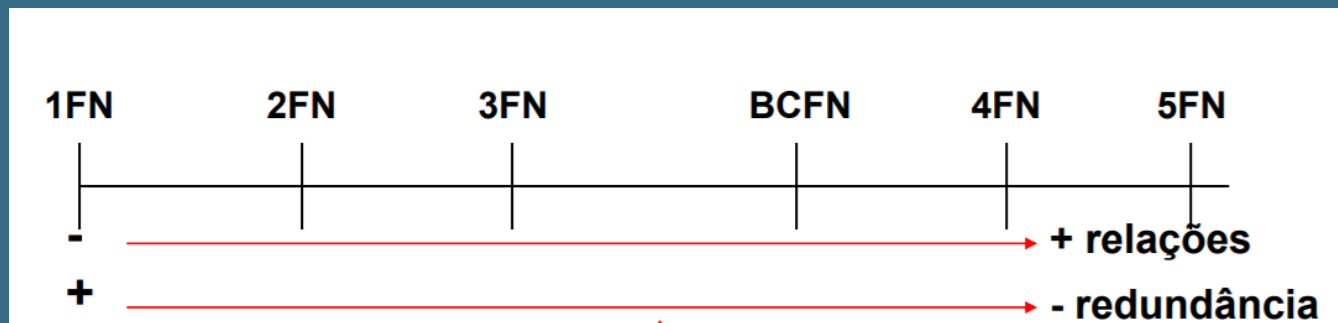 1FN 2FN 3FN BCFN 4FN 5FN
- + relações
+ - redundância